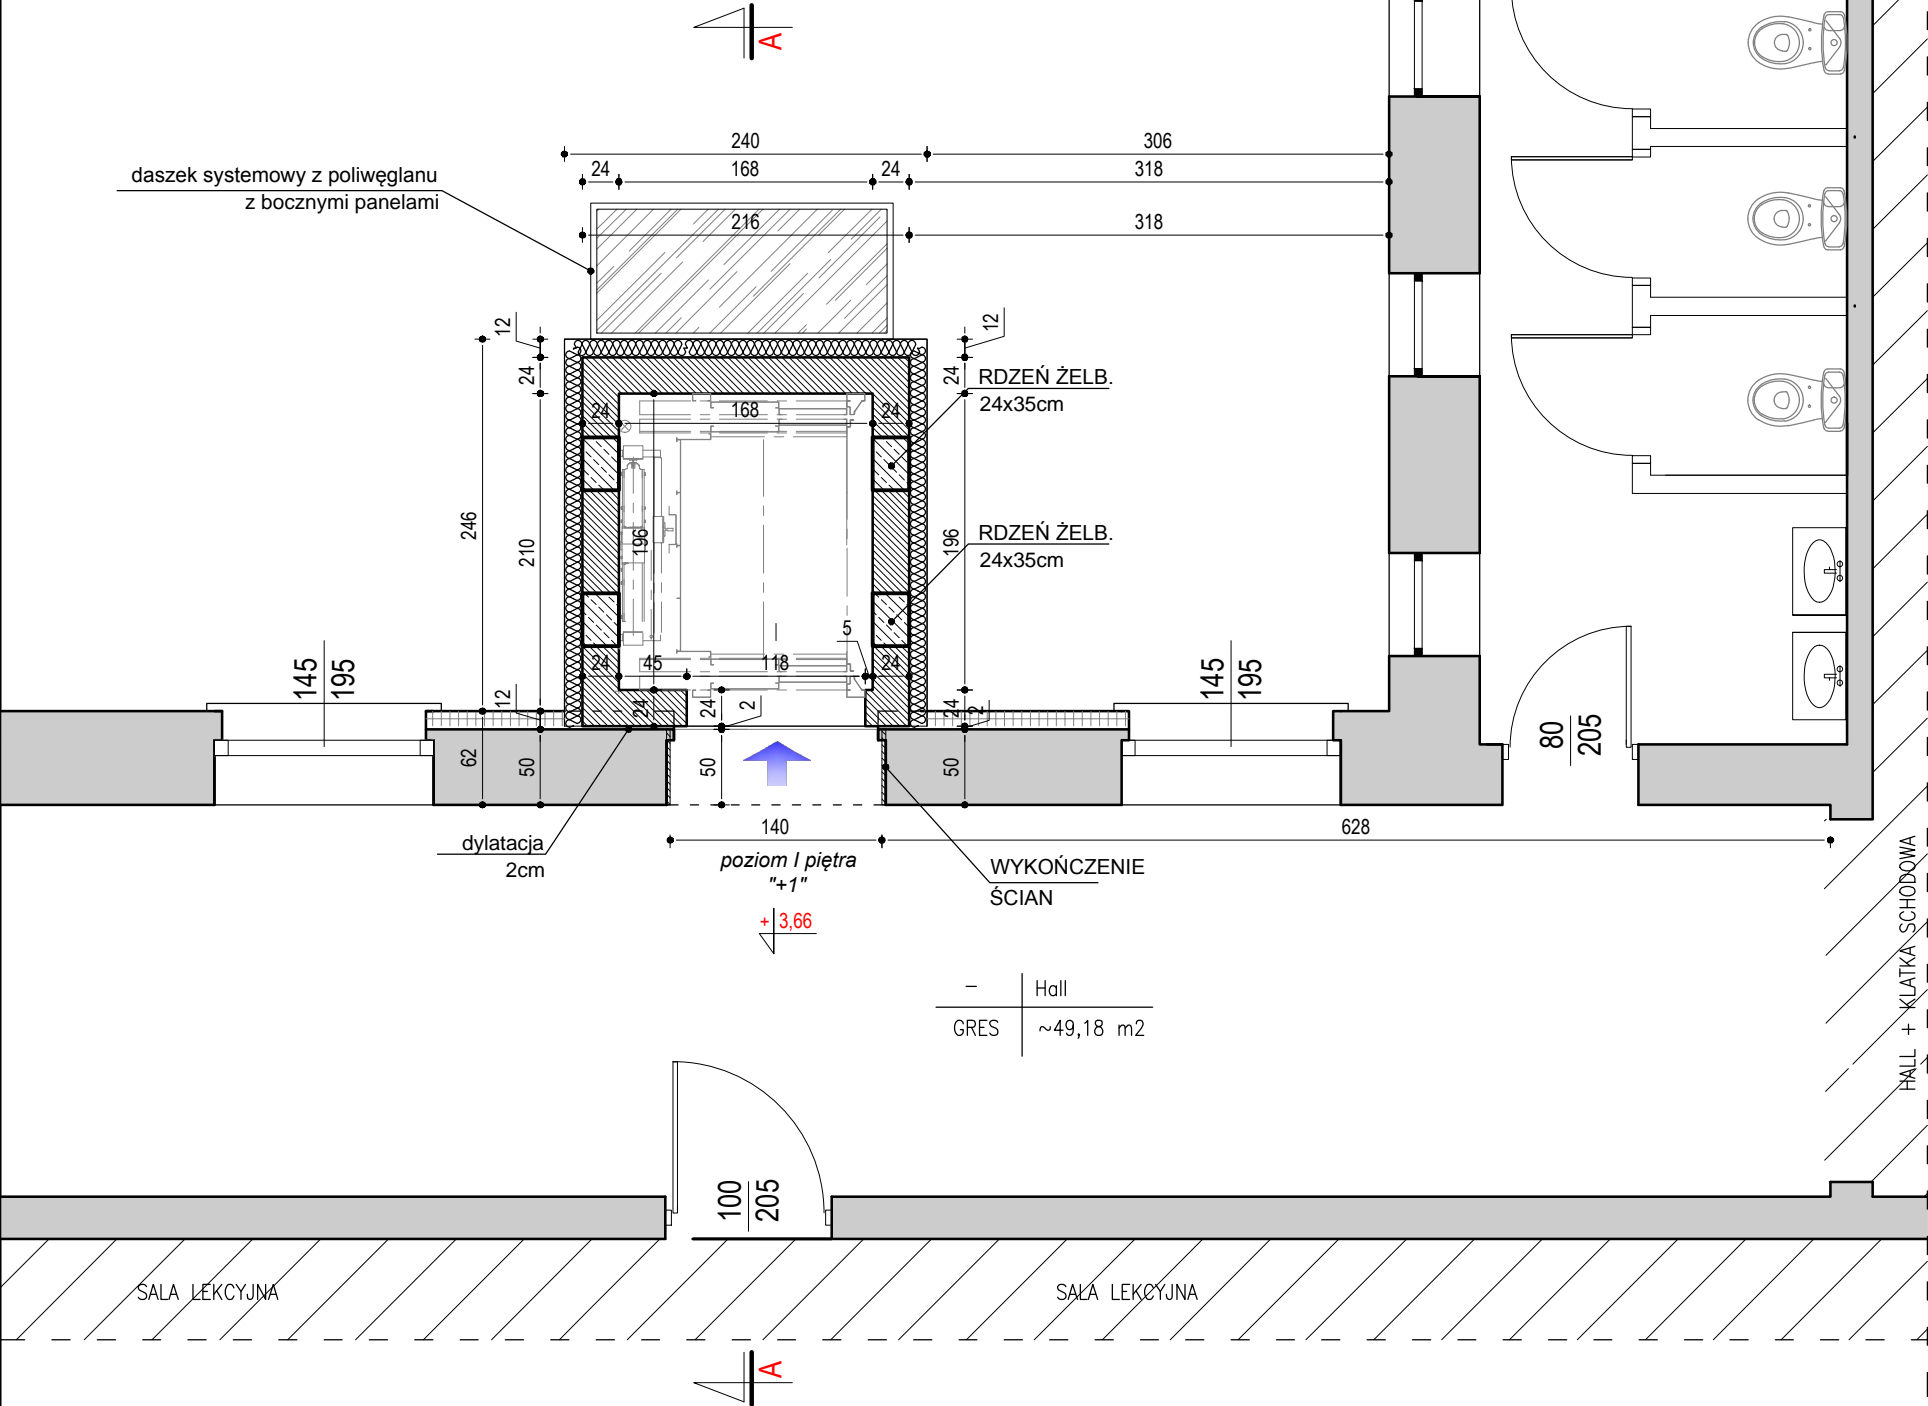 A
240
306
24
168
24
318
daszek systemowy z poliwęglanu
z bocznymi panelami
216
318
12
12
24
24
RDZEŃ ŻELB.
24x35cm
24
168
24
246
210
196
196
RDZEŃ ŻELB.
24x35cm
5
24
45
118
24
145
195
145
195
12
24
24
2
24
2
80
205
62
50
50
50
dylatacja
2cm
140
628
poziom I piętra
"+1"
WYKOŃCZENIE
ŚCIAN
+ 3,66
– Hall
GRES ~49,18 m2
HALL + KLATKA SCHODOWA
100
205
SALA LEKCYJNA
SALA LEKCYJNA
A